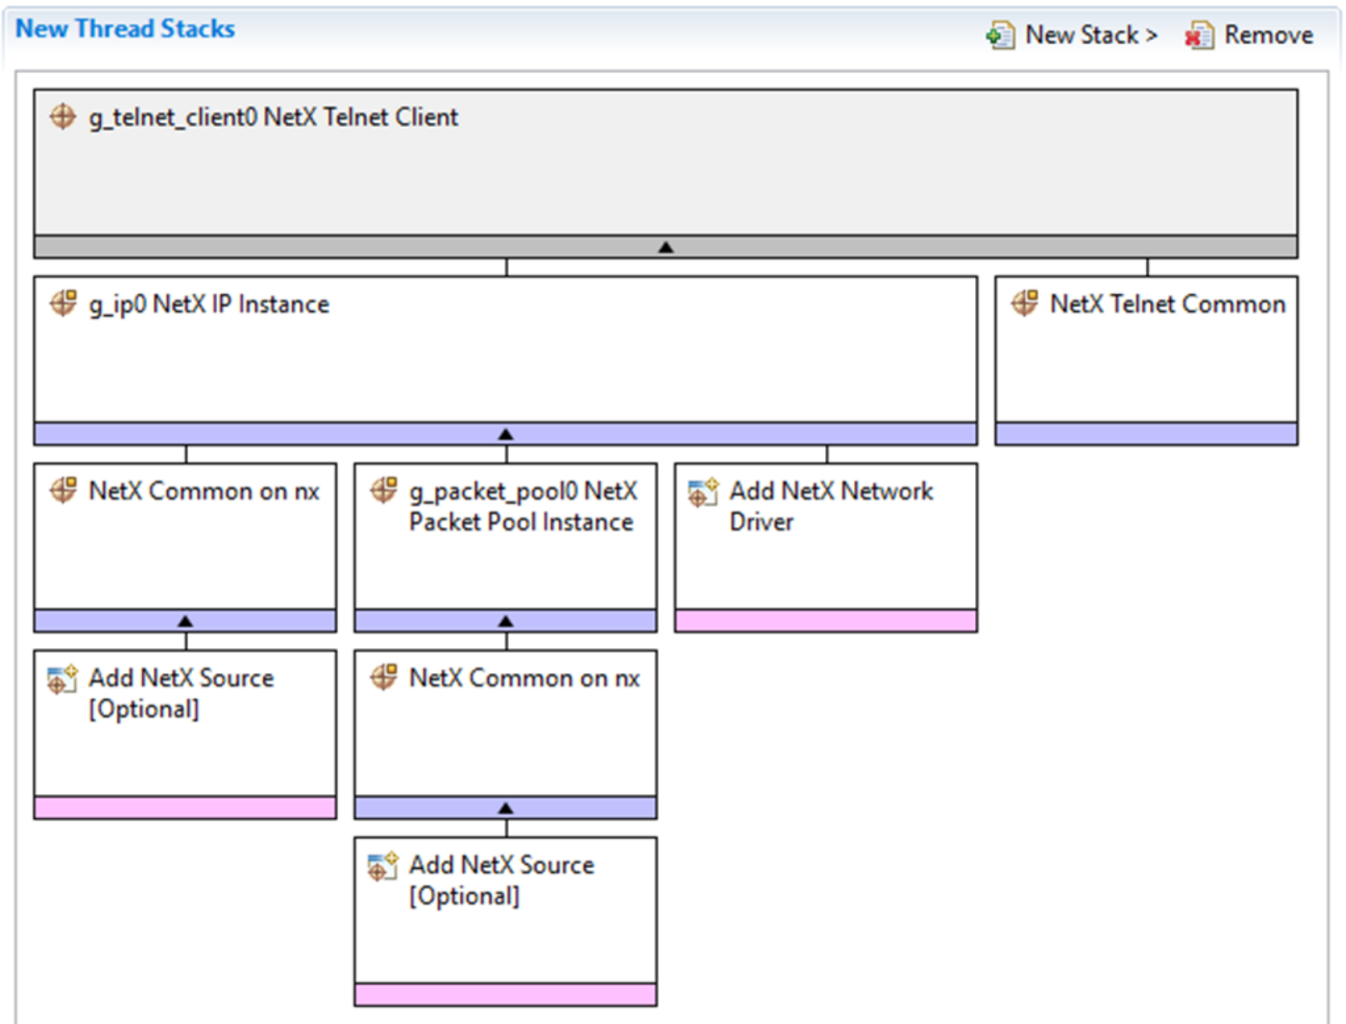 New Thread Stacks
New Stack >
Remove
g_telnet_client0 NetX Telnet Client
g_ip0 NetX IP Instance
NetX Telnet Common
NetX Common on nx
g_packet_pool0 NetX
Packet Pool Instance
Add NetX Network
Driver
Add NetX Source
[Optional]
NetX Common on nx
Add NetX Source
[Optional]